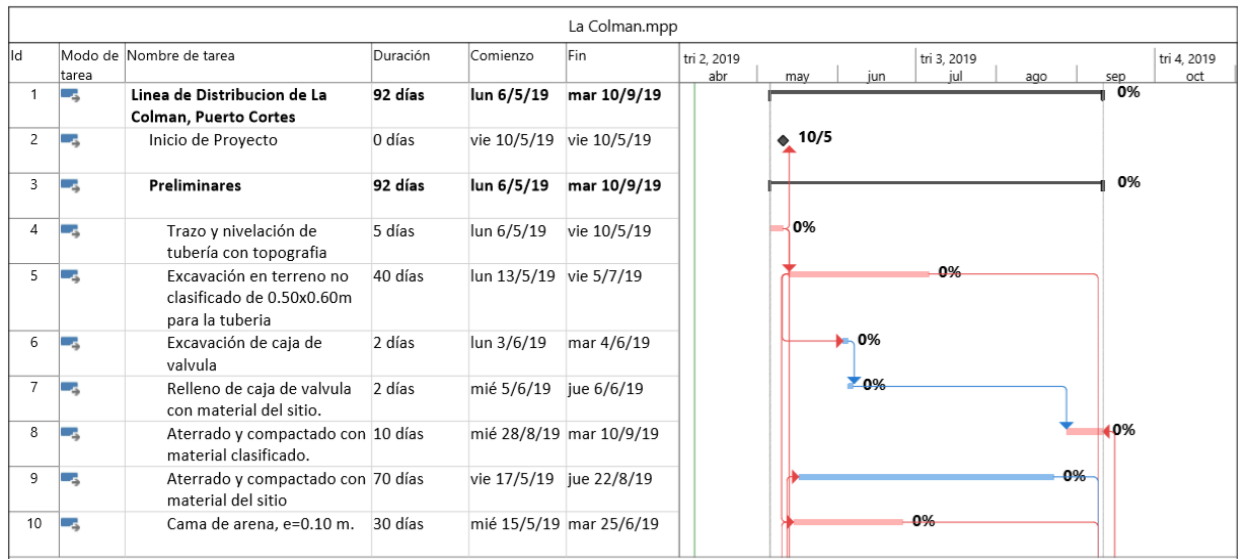 La Colman.mpp
Id Modo de tarea Nombre de tarea Duración Comienzo Fin
tri 2, 2019 tri 3, 2019 tri 4, 2019
abr may jun jul ago sep oct
1 Linea de Distribucion de La 92 días lun 6/5/19 mar 10/9/19 0%
Colman, Puerto Cortes
2 Inicio de Proyecto 0 días vie 10/5/19 vie 10/5/19 10/5
3 Preliminares 92 días lun 6/5/19 mar 10/9/19 0%
4 Trazo y nivelación de 5 días lun 6/5/19 vie 10/5/19 0%
tubería con topografia
5 Excavación en terreno no 40 días lun 13/5/19 vie 5/7/19 0%
clasificado de 0.50x0.60m
para la tuberia
6 Excavación de caja de 2 días lun 3/6/19 mar 4/6/19 0%
valvula
7 Relleno de caja de valvula 2 días mié 5/6/19 jue 6/6/19 0%
con material del sitio.
8 Aterrado y compactado con 10 días mié 28/8/19 mar 10/9/19 0%
material clasificado.
9 Aterrado y compactado con 70 días vie 17/5/19 jue 22/8/19 0%
material del sitio
10 Cama de arena, e=0.10 m. 30 días mié 15/5/19 mar 25/6/19 0%